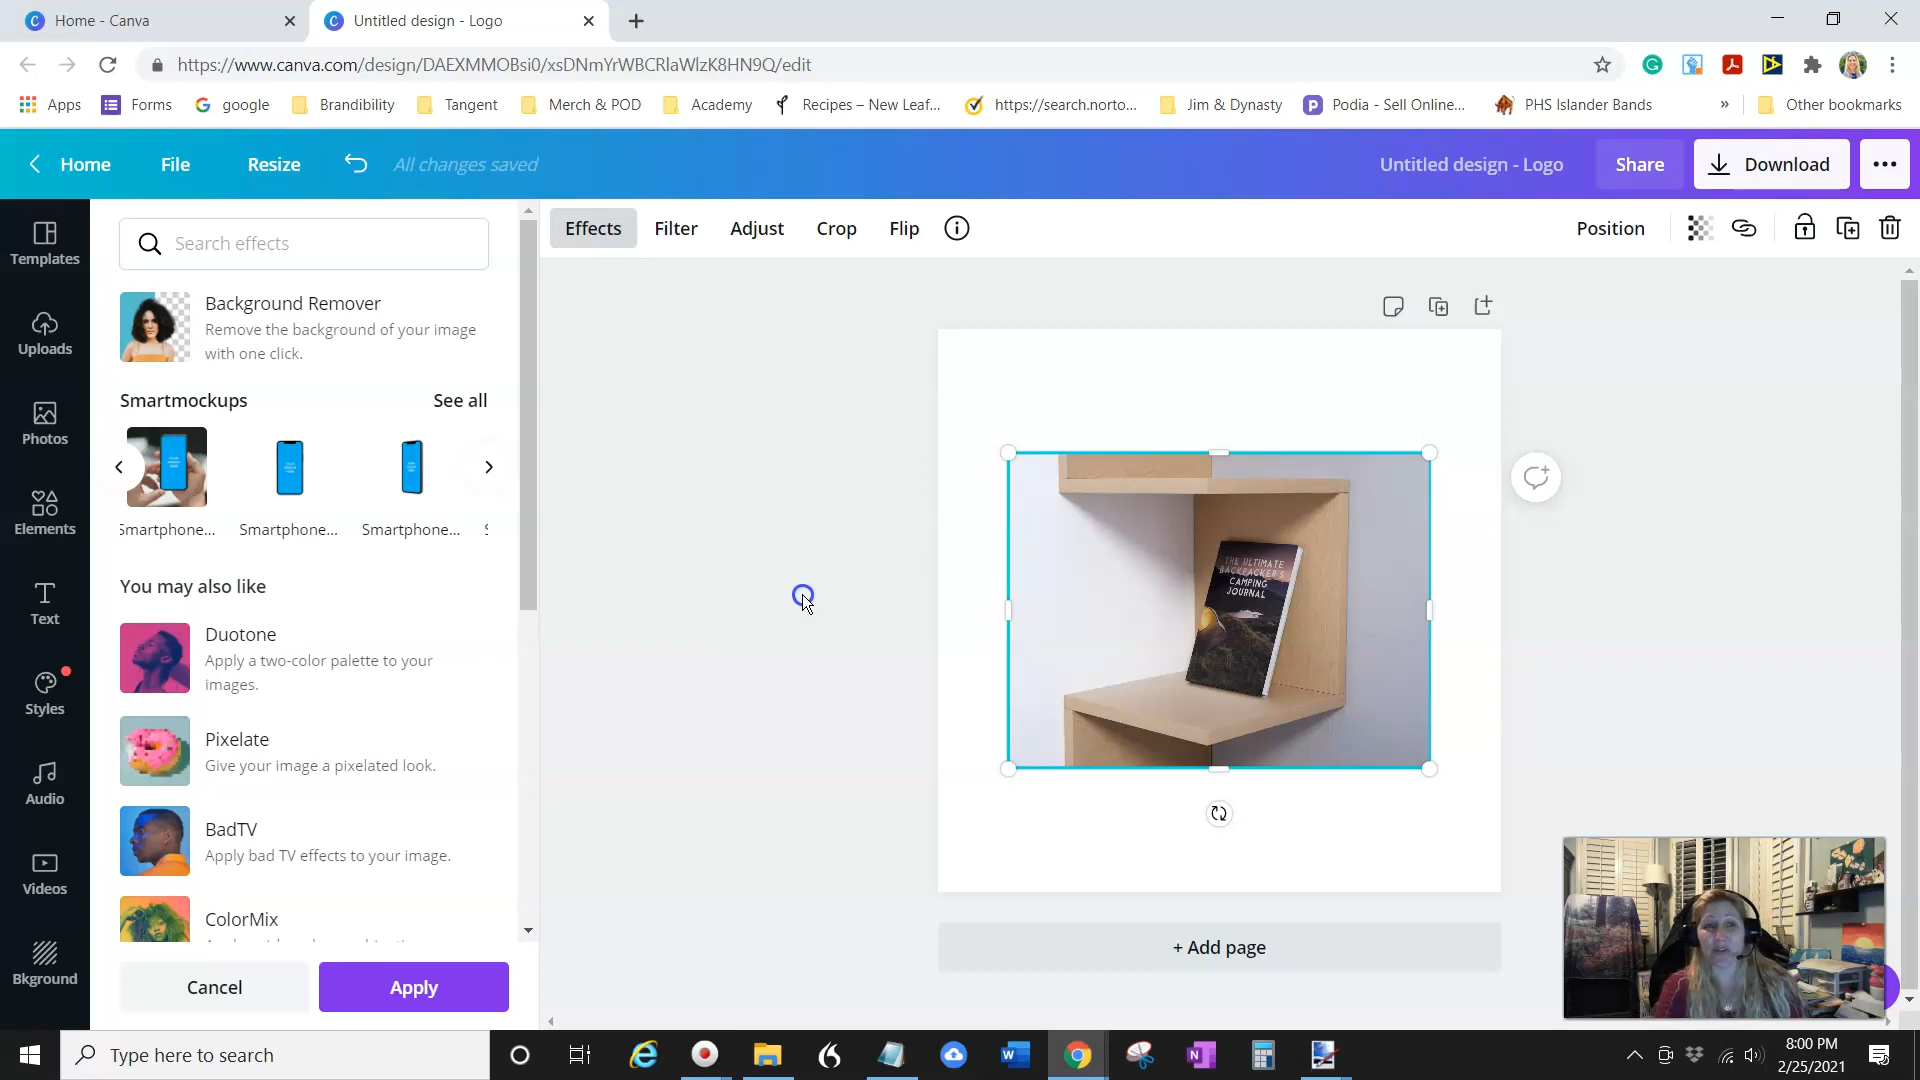 Home - Canva
Untitled design - Logo
https://www.canva.com/design/DAEXMMOBsi0/xsDNmYrWBCRlaWlzK8HN9Q/edit
Apps
Forms
google
Brandibility
Tangent
Merch & POD
Academy
Recipes – New Leaf...
https://search.norto...
Jim & Dynasty
Podia - Sell Online...
PHS Islander Bands
»
Other bookmarks
Home
File
Resize
All changes saved
Untitled design - Logo
Share
Download
Templates
Uploads
Photos
Elements
Text
Styles
Audio
Videos
Bkground
Search effects
Background Remover
Remove the background of your image
with one click.
Smartmockups
See all
Smartphone...
Smartphone...
Smartphone...
You may also like
Duotone
Apply a two-color palette to your
images.
Pixelate
Give your image a pixelated look.
BadTV
Apply bad TV effects to your image.
ColorMix
Cancel
Apply
Effects
Filter
Adjust
Crop
Flip
Position
THE ULTIMATE
BACKPACKER'S
CAMPING
JOURNAL
+ Add page
Type here to search
8:00 PM
2/25/2021